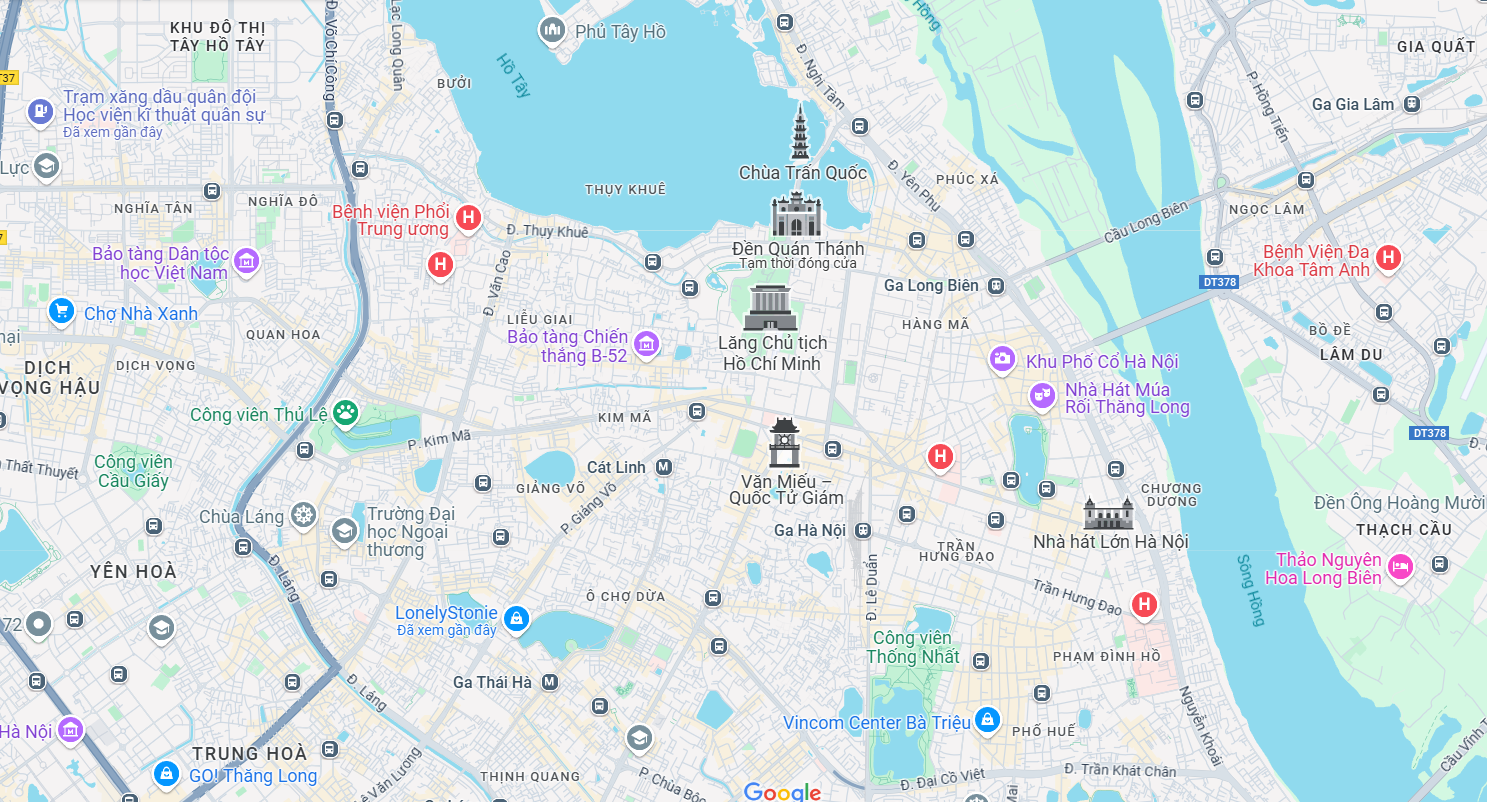 KHU ĐÔ THỊ
TÂY HỒ TÂY
Đ. Võ Chí Công
Lạc Long Quân
Phủ Tây Hồ
Hồ Tây
BƯỞI
Đ. Nghi Tàm
Sông Hồng
GIA QUẤT
P. Hồng Tiến
Ga Gia Lâm
DT37
Trạm xăng dầu quân đội
Học viện kĩ thuật quân sự
Đã xem gần đây
Lực
Chùa Trấn Quốc
Đ. Yên Phụ
PHÚC XÁ
THỤY KHUÊ
NGHĨA TÂN
NGHĨA ĐÔ
Bệnh viện Phổi
Trung ương
Đ. Thụy Khuê
Cầu Long Biên
NGỌC LÂM
Bảo tàng Dân tộc
học Việt Nam
Đền Quán Thánh
Tạm thời đóng cửa
Bệnh Viện Đa
Khoa Tâm Anh
Đ. Văn Cao
Ga Long Biên
DT378
Chợ Nhà Xanh
LIỄU GIAI
HÀNG MÃ
BỒ ĐỀ
QUAN HOA
Bảo tàng Chiến
thắng B-52
Lăng Chủ tịch
Hồ Chí Minh
LÂM DU
DỊCH
VỌNG HẬU
DỊCH VỌNG
Khu Phố Cổ Hà Nội
Nhà Hát Múa
Rối Thăng Long
Công viên Thủ Lệ
KIM MÃ
P. Kim Mã
DT378
n Thất Thuyết
Công viên
Cầu Giấy
Cát Linh
GIẢNG VÕ
P. Giảng Võ
Văn Miếu –
Quốc Tử Giám
CHƯƠNG
DƯƠNG
Đền Ông Hoàng Mười
Chùa Láng
Trường Đại
học Ngoại
thương
Ga Hà Nội
TRẦN
HƯNG ĐẠO
Nhà hát Lớn Hà Nội
THẠCH CẦU
YÊN HOÀ
Đ. Láng
Đ. Lê Duẩn
Trần Hưng Đạo
Sông Hồng
Thảo Nguyên
Hoa Long Biên
72
LonelyStonie
Đã xem gần đây
Ô CHỢ DỪA
Công viên
Thống Nhất
PHẠM ĐÌNH HỒ
Ga Thái Hà
Đ. Láng
Nguyễn Khoái
Hà Nội
Vincom Center Bà Triệu
PHỐ HUẾ
TRUNG HOÀ
GO! Thăng Long
THỊNH QUANG
P. Chùa Bộc
Google
Đ. Đại Cồ Việt
Đ. Trần Khát Chân